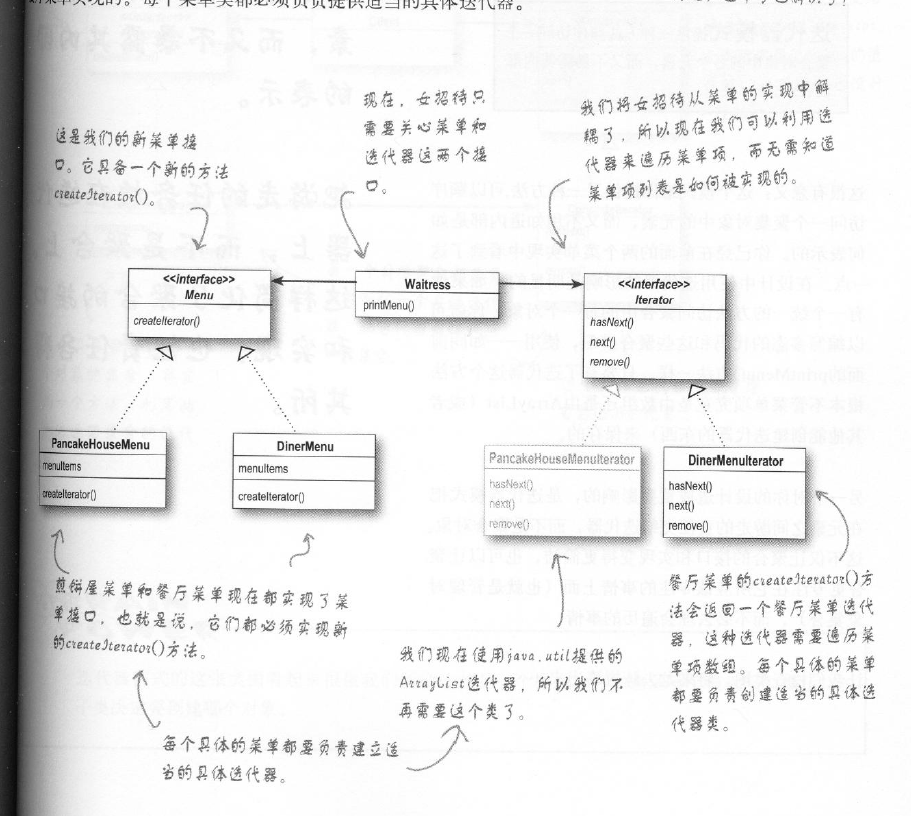 每个菜单类都必须负责提供适当的具体迭代器。
这是我们的新菜单接
口。它具备一个新的方法
createIterator()。
现在，女招待只
需要关心菜单和
迭代器这两个接
口。
我们将女招待从菜单的实现中解
耦了，所以现在我们可以利用迭
代器来遍历菜单项，而无需知道
菜单项列表是如何被实现的。
<<interface>>
Menu
createIterator()
Waitress
printMenu()
<<interface>>
Iterator
hasNext()
next()
remove()
PancakeHouseMenu
menuItems
createIterator()
DinerMenu
menuItems
createIterator()
PancakeHouseMenuIterator
hasNext()
next()
remove()
DinerMenuIterator
hasNext()
next()
remove()
煎饼屋菜单和餐厅菜单现在都实现了菜
单接口，也就是说，它们都必须实现新
的createIterator()方法。
我们现在使用java.util提供的
ArrayList迭代器，所以我们不
再需要这个类了。
餐厅菜单的createIterator()方
法会返回一个餐厅菜单迭代
器，这种迭代器需要遍历菜
单项数组。每个具体的菜单
都要负责创建适当的具体迭
代器类。
每个具体的菜单都要负责建立适
当的具体迭代器。